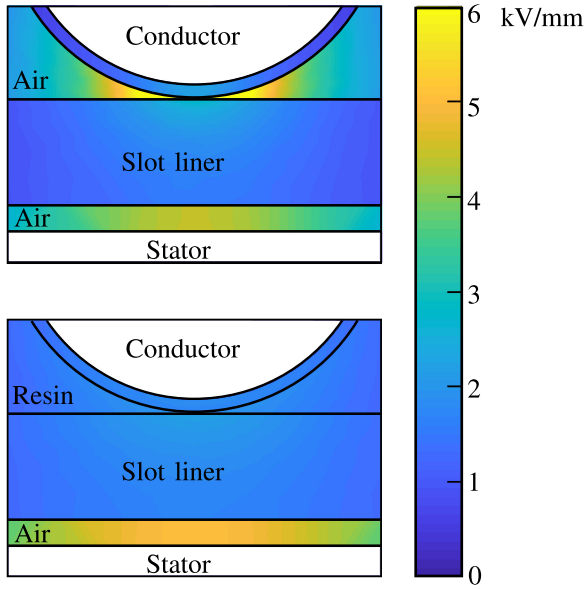 Conductor
Air
Slot liner
Air
Stator
Conductor
Resin
Slot liner
Air
Stator
6 kV/mm
5
4
3
2
1
0